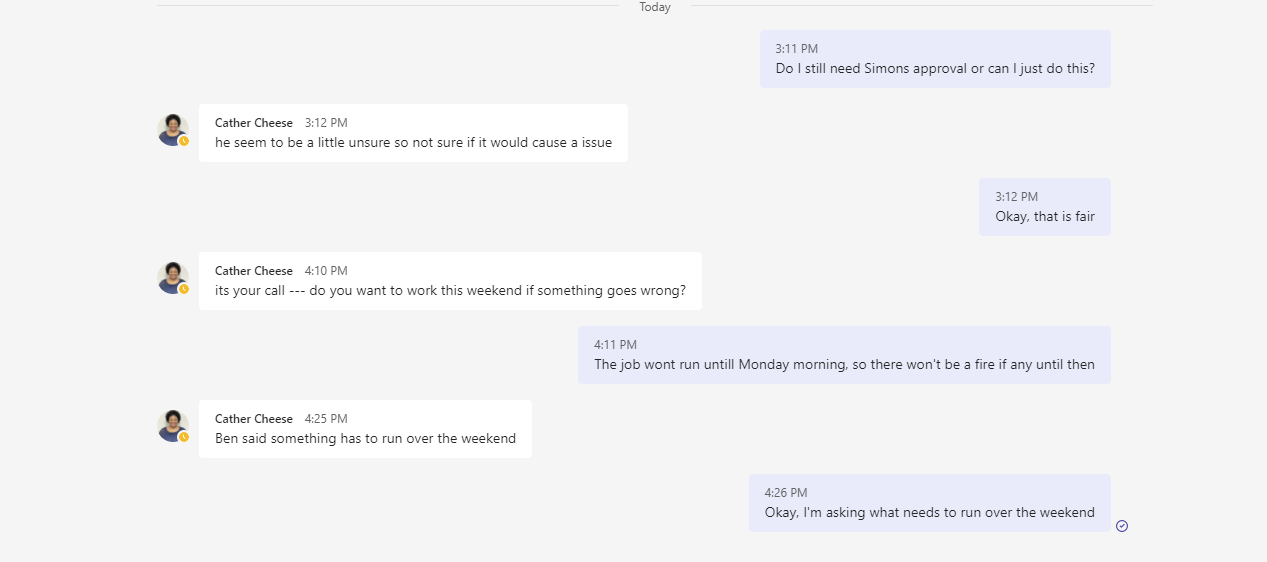 Today
3:11 PM
Do I still need Simons approval or can I just do this?
Cather Cheese 3:12 PM
he seem to be a little unsure so not sure if it would cause a issue
3:12 PM
Okay, that is fair
Cather Cheese 4:10 PM
its your call --- do you want to work this weekend if something goes wrong?
4:11 PM
The job wont run untill Monday morning, so there won't be a fire if any until then
Cather Cheese 4:25 PM
Ben said something has to run over the weekend
4:26 PM
Okay, I'm asking what needs to run over the weekend